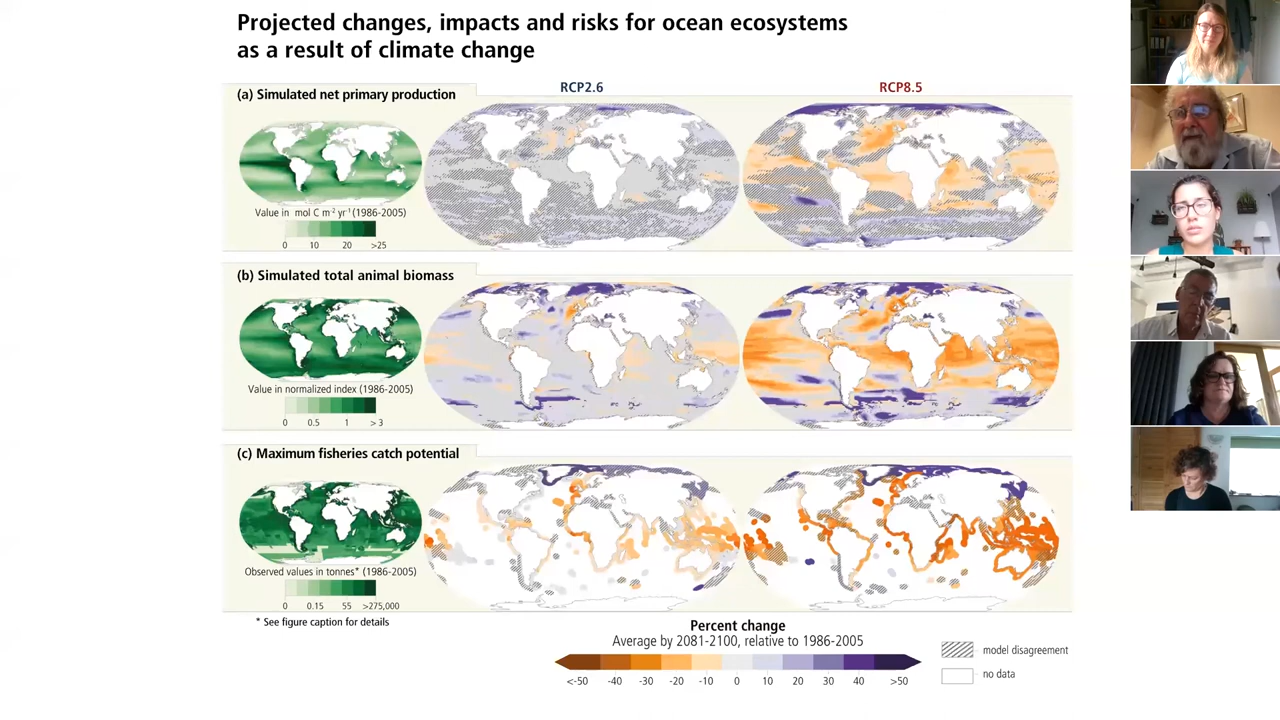 Projected changes, impacts and risks for ocean ecosystems
as a result of climate change
RCP2.6
RCP8.5
(a) Simulated net primary production
Value in mol C m⁻² yr⁻¹ (1986-2005)
0 10 20 >25
(b) Simulated total animal biomass
Value in normalized index (1986-2005)
0 0.5 1 >3
(c) Maximum fisheries catch potential
Observed values in tonnes* (1986-2005)
0 0.15 55 >275,000
* See figure caption for details
Percent change
Average by 2081-2100, relative to 1986-2005
<-50 -40 -30 -20 -10 0 10 20 30 40 >50
model disagreement
no data